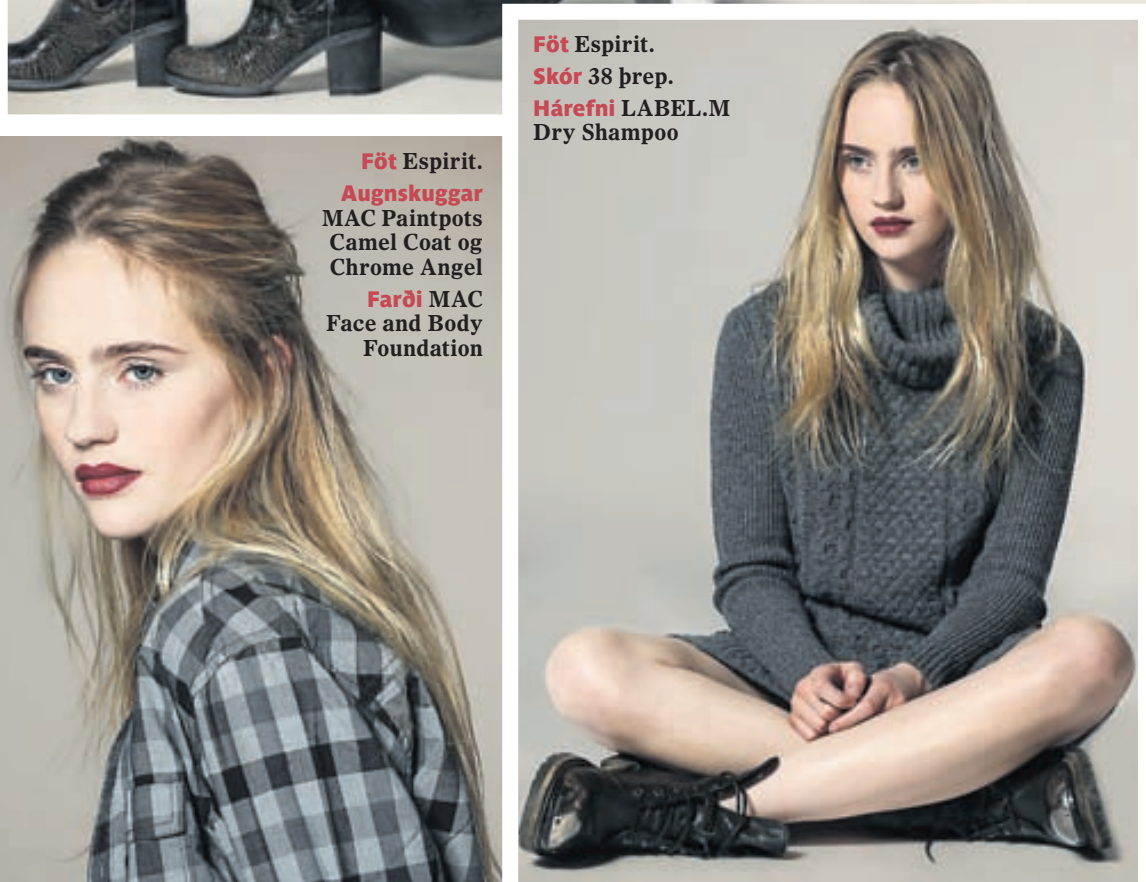 Föt Espirit.
Augnskuggar
MAC Paintpots
Camel Coat og
Chrome Angel
Farði MAC
Face and Body
Foundation
Föt Espirit.
Skór 38 þrep.
Hárefni LABEL.M
Dry Shampoo